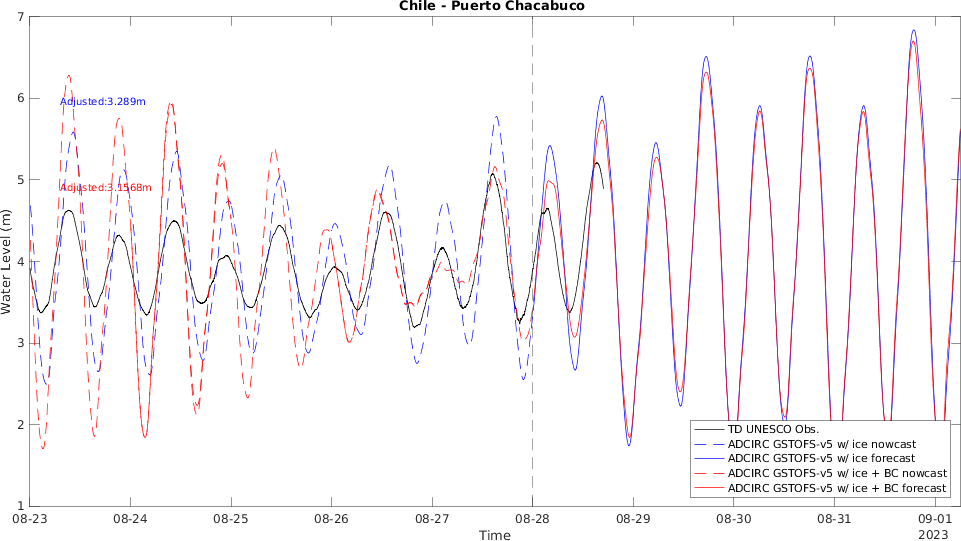 Chile - Puerto Chacabuco
7
6
5
4
3
2
1
Water Level (m)
Adjusted:3.289m
Adjusted:3.1568m
TD UNESCO Obs.
ADCIRC GSTOFS-v5 w/ ice nowcast
ADCIRC GSTOFS-v5 w/ ice forecast
ADCIRC GSTOFS-v5 w/ ice + BC nowcast
ADCIRC GSTOFS-v5 w/ ice + BC forecast
08-23 08-24 08-25 08-26 08-27 08-28 08-29 08-30 08-31 09-01
2023
Time